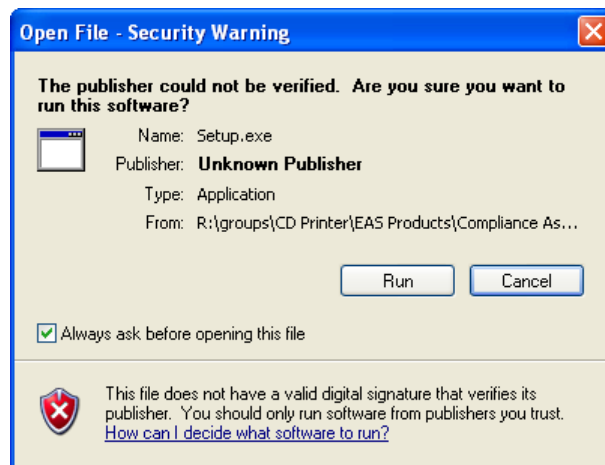 Open File - Security Warning
The publisher could not be verified.  Are you sure you want to
run this software?
Name: Setup.exe
Publisher: Unknown Publisher
Type: Application
From: R:\groups\CD Printer\EAS Products\Compliance As...
Run Cancel
Always ask before opening this file
This file does not have a valid digital signature that verifies its
publisher.  You should only run software from publishers you trust.
How can I decide what software to run?